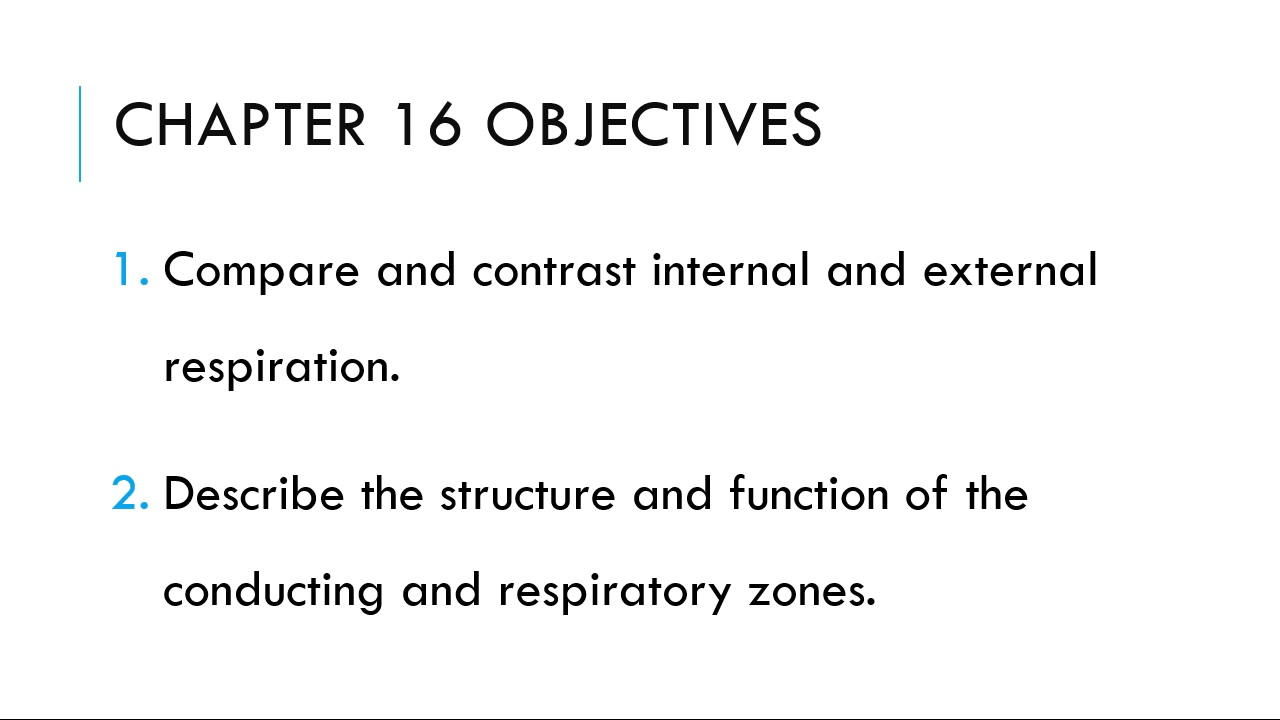 CHAPTER 16 OBJECTIVES
1. Compare and contrast internal and external
respiration.
2. Describe the structure and function of the
conducting and respiratory zones.